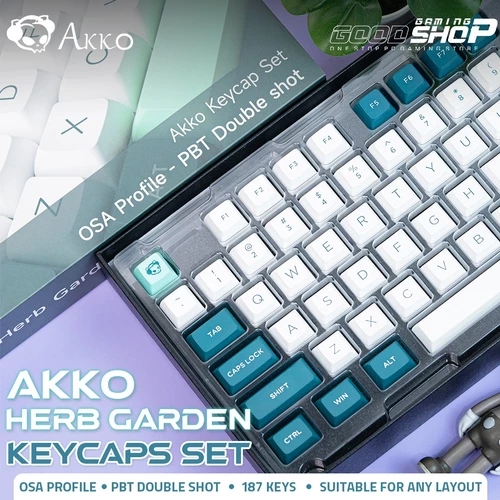 AKKO
GAMING
GOODSHOP
ONE STOP PC GAMING STORE
Akko Keycap Set
OSA Profile - PBT Double shot
Herb Gard
F1
F2
F3
F4
F5
F6
F7
~
`
!
1
@
2
#
3
$
4
%
5
^
6
&
7
*
8
TAB
Q
W
E
R
T
Y
U
CAPS LOCK
A
S
D
F
G
H
SHIFT
Z
X
C
V
B
CTRL
WIN
ALT
X
AKKO
HERB GARDEN
KEYCAPS SET
OSA PROFILE • PBT DOUBLE SHOT • 187 KEYS • SUITABLE FOR ANY LAYOUT